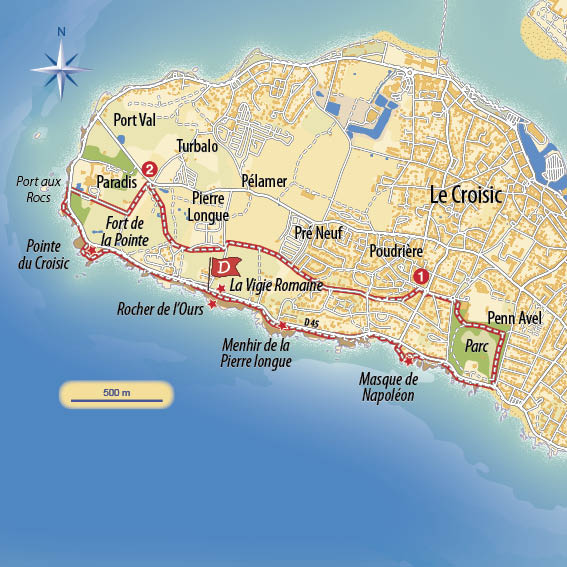 N
Port Val
Turbalo
2
Port aux
Rocs
Paradis
Pélamer
Le Croisic
Pierre
Longue
Fort de
la Pointe
Pré Neuf
Poudrière
Pointe
du Croisic
D
1
La Vigie Romaine
Rocher de l'Ours
D 45
Penn Avel
Menhir de la
Pierre longue
Parc
Masque de
Napoléon
500 m